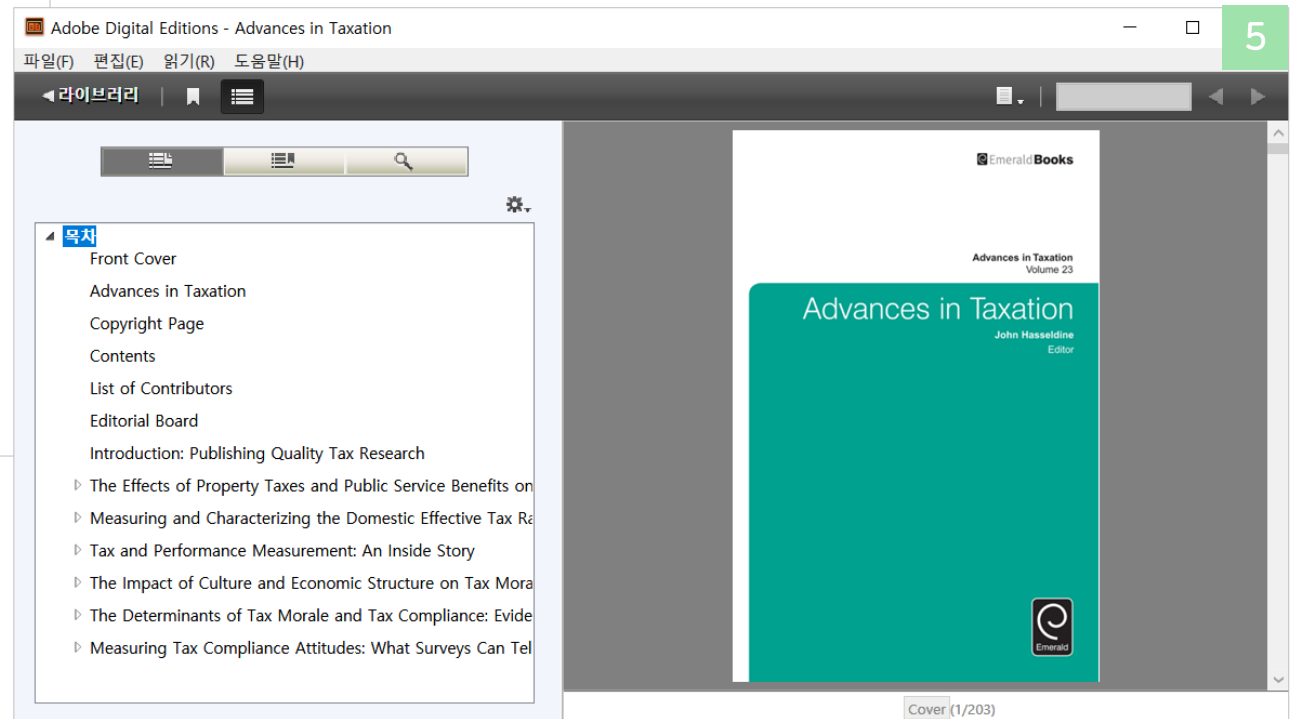 Adobe Digital Editions - Advances in Taxation
5
파일(F) 편집(E) 읽기(R) 도움말(H)
라이브러리
목차
Front Cover
Advances in Taxation
Copyright Page
Contents
List of Contributors
Editorial Board
Introduction: Publishing Quality Tax Research
The Effects of Property Taxes and Public Service Benefits on
Measuring and Characterizing the Domestic Effective Tax Ra
Tax and Performance Measurement: An Inside Story
The Impact of Culture and Economic Structure on Tax Mora
The Determinants of Tax Morale and Tax Compliance: Evide
Measuring Tax Compliance Attitudes: What Surveys Can Tel
Emerald Books
Advances in Taxation
Volume 23
Advances in Taxation
John Hasseldine
Editor
Emerald
Cover (1/203)